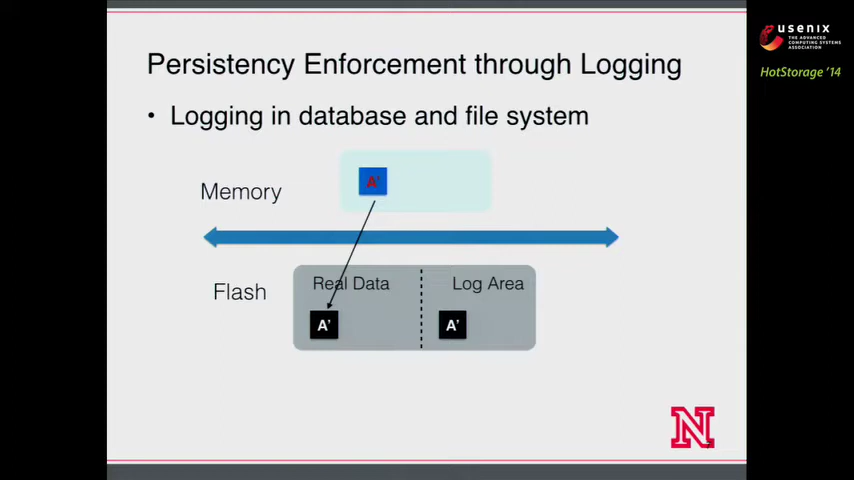 Persistency Enforcement through Logging
• Logging in database and file system
Memory
A'
Flash
Real Data
Log Area
A'
A'
N
usenix
THE ADVANCED
COMPUTING SYSTEMS
ASSOCIATION
HotStorage '14